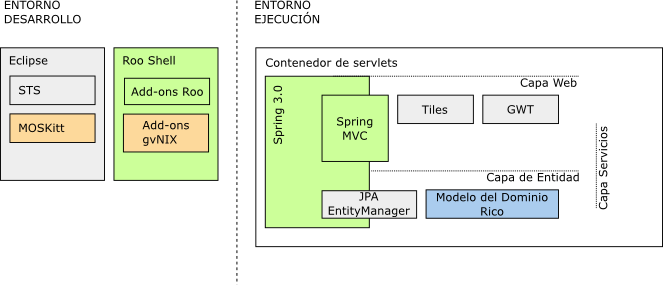 ENTORNO
DESARROLLO
ENTORNO
EJECUCIÓN
Eclipse
STS
MOSKitt
Roo Shell
Add-ons Roo
Add-ons
gvNIX
Contenedor de servlets
Spring 3.0
Capa Web
Spring
MVC
Tiles
GWT
Capa Servicios
Capa de Entidad
JPA
EntityManager
Modelo del Dominio
Rico